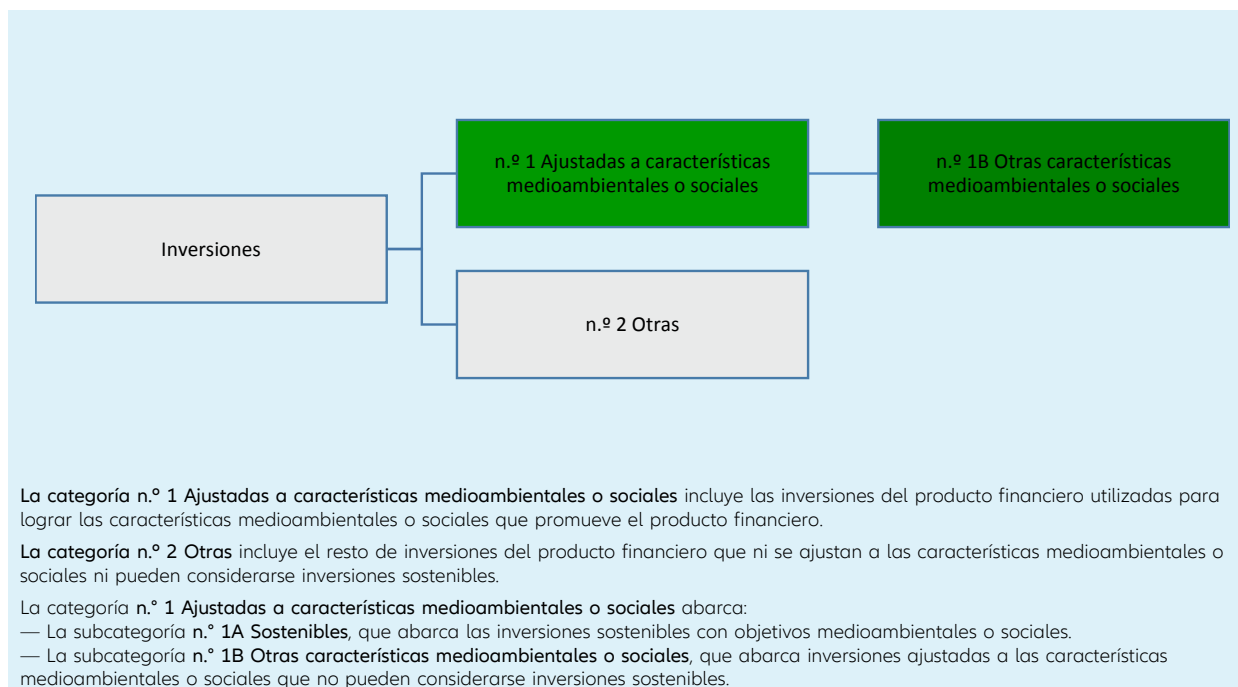 n.º 1 Ajustadas a características
medioambientales o sociales
n.º 1B Otras características
medioambientales o sociales
Inversiones
n.º 2 Otras
La categoría n.º 1 Ajustadas a características medioambientales o sociales incluye las inversiones del producto financiero utilizadas para
lograr las características medioambientales o sociales que promueve el producto financiero.
La categoría n.º 2 Otras incluye el resto de inversiones del producto financiero que ni se ajustan a las características medioambientales o
sociales ni pueden considerarse inversiones sostenibles.
La categoría n.° 1 Ajustadas a características medioambientales o sociales abarca:
— La subcategoría n.° 1A Sostenibles, que abarca las inversiones sostenibles con objetivos medioambientales o sociales.
— La subcategoría n.° 1B Otras características medioambientales o sociales, que abarca inversiones ajustadas a las características
medioambientales o sociales que no pueden considerarse inversiones sostenibles.